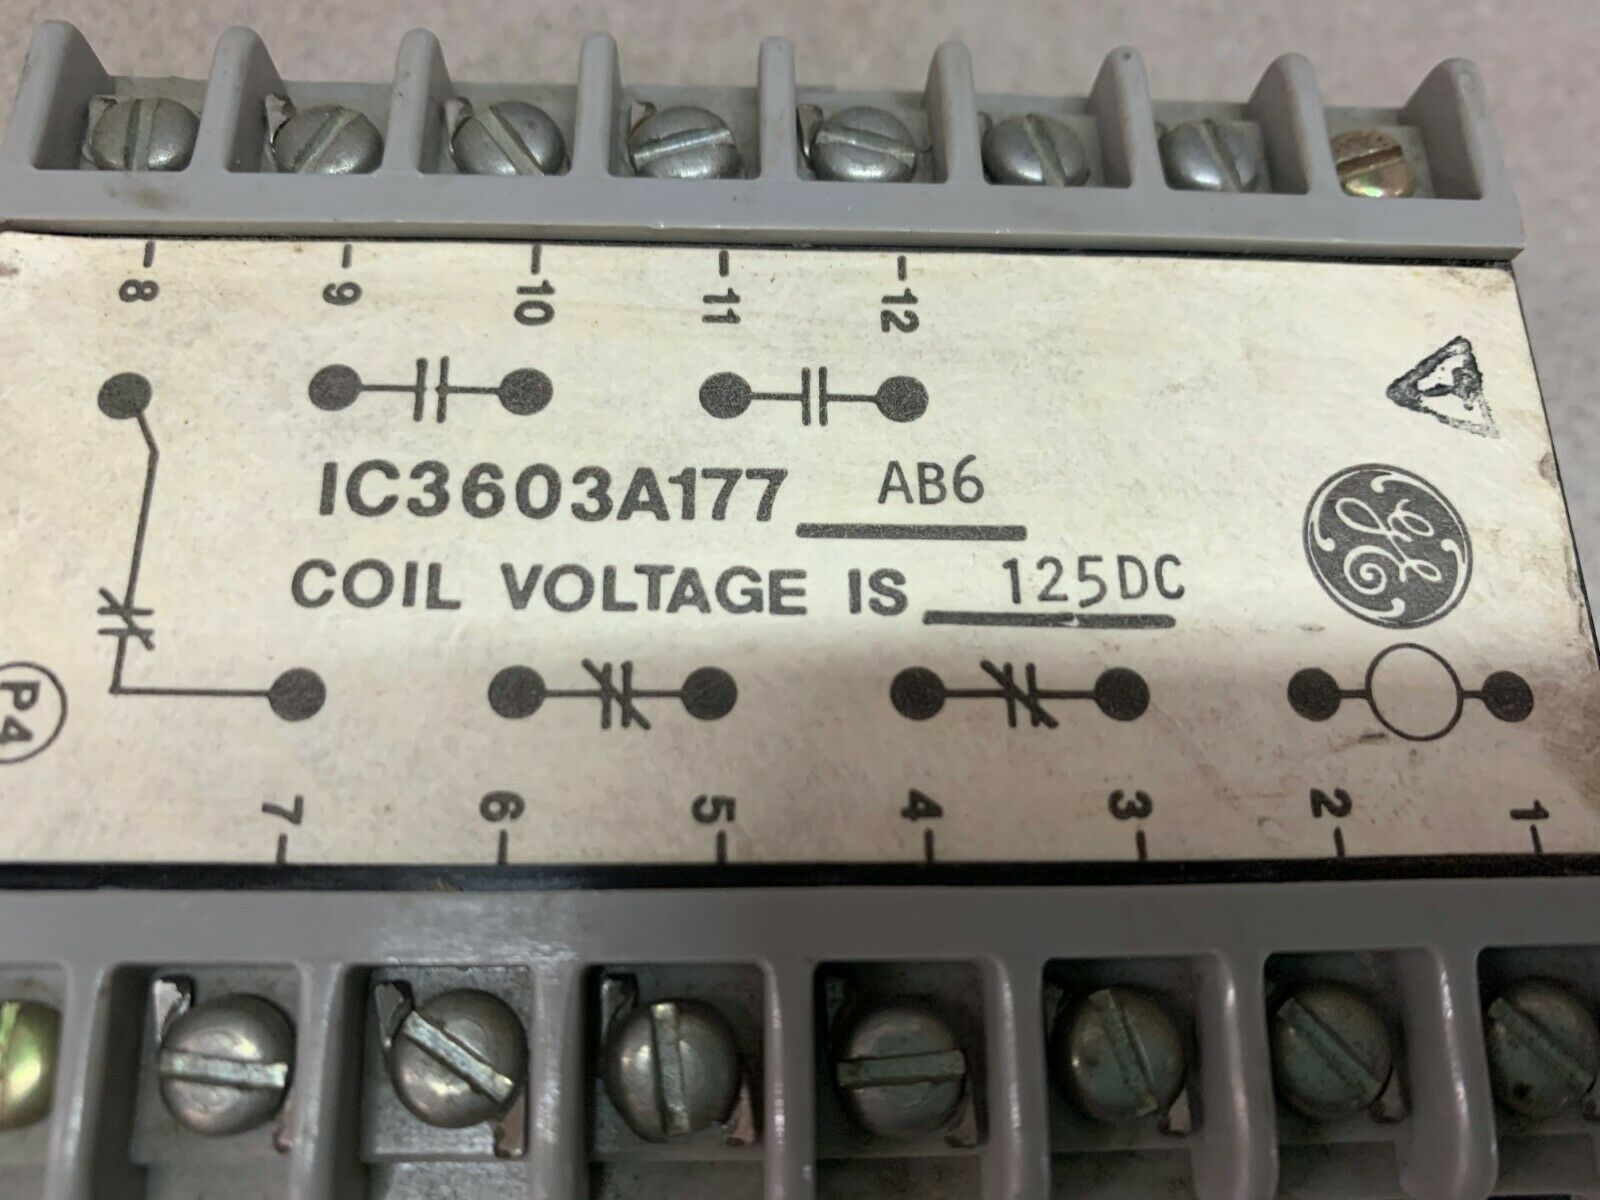 8 9 10 11 12
IC3603A177 AB6
COIL VOLTAGE IS 125DC
GE
P4
7 6 5 4 3 2 1